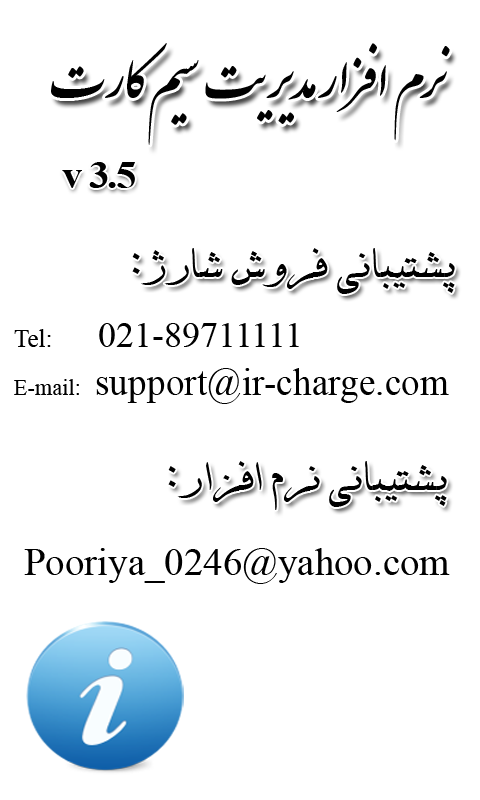 نرم افزار مدیریت سیم کارت
v 3.5
پشتیبانی فروش شارژ:
Tel: 021-89711111
E-mail: support@ir-charge.com
پشتیبانی نرم افزار:
Pooriya_0246@yahoo.com
i